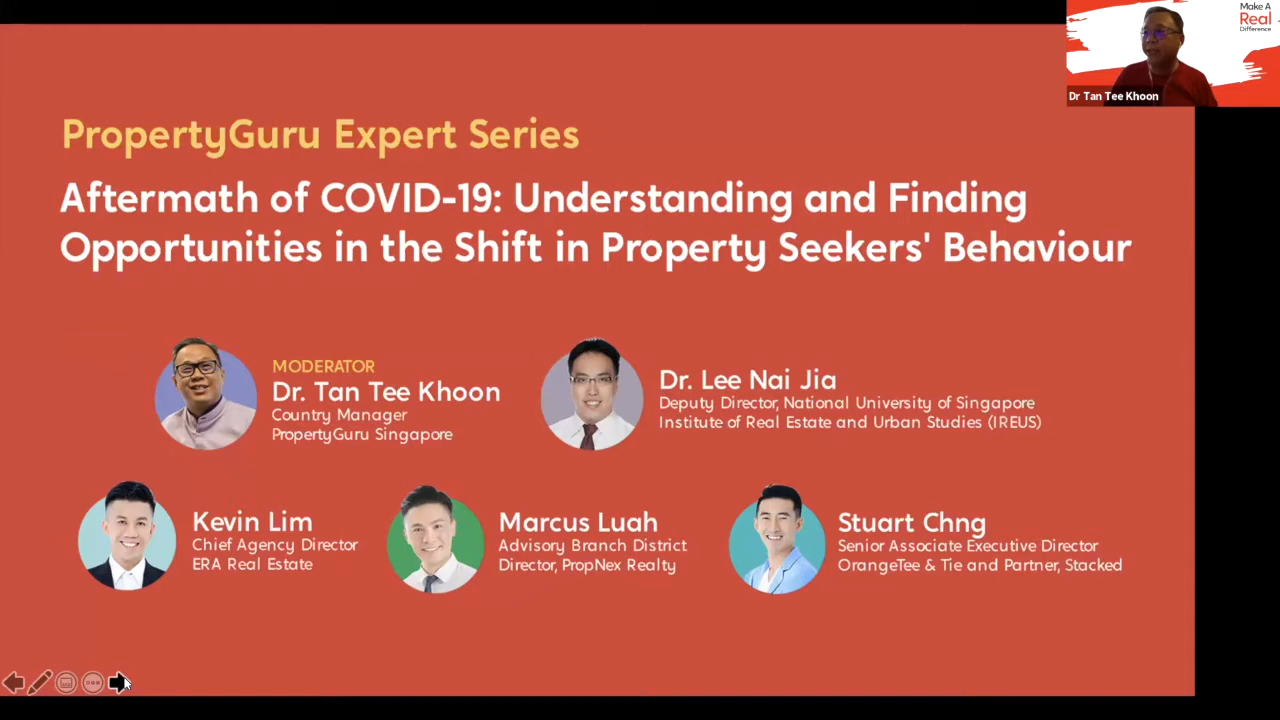 Make A
Real
Difference
Dr Tan Tee Khoon
PropertyGuru Expert Series
Aftermath of COVID-19: Understanding and Finding
Opportunities in the Shift in Property Seekers' Behaviour
MODERATOR
Dr. Tan Tee Khoon
Country Manager
PropertyGuru Singapore
Dr. Lee Nai Jia
Deputy Director, National University of Singapore
Institute of Real Estate and Urban Studies (IREUS)
Kevin Lim
Chief Agency Director
ERA Real Estate
Marcus Luah
Advisory Branch District
Director, PropNex Realty
Stuart Chng
Senior Associate Executive Director
OrangeTee & Tie and Partner, Stacked